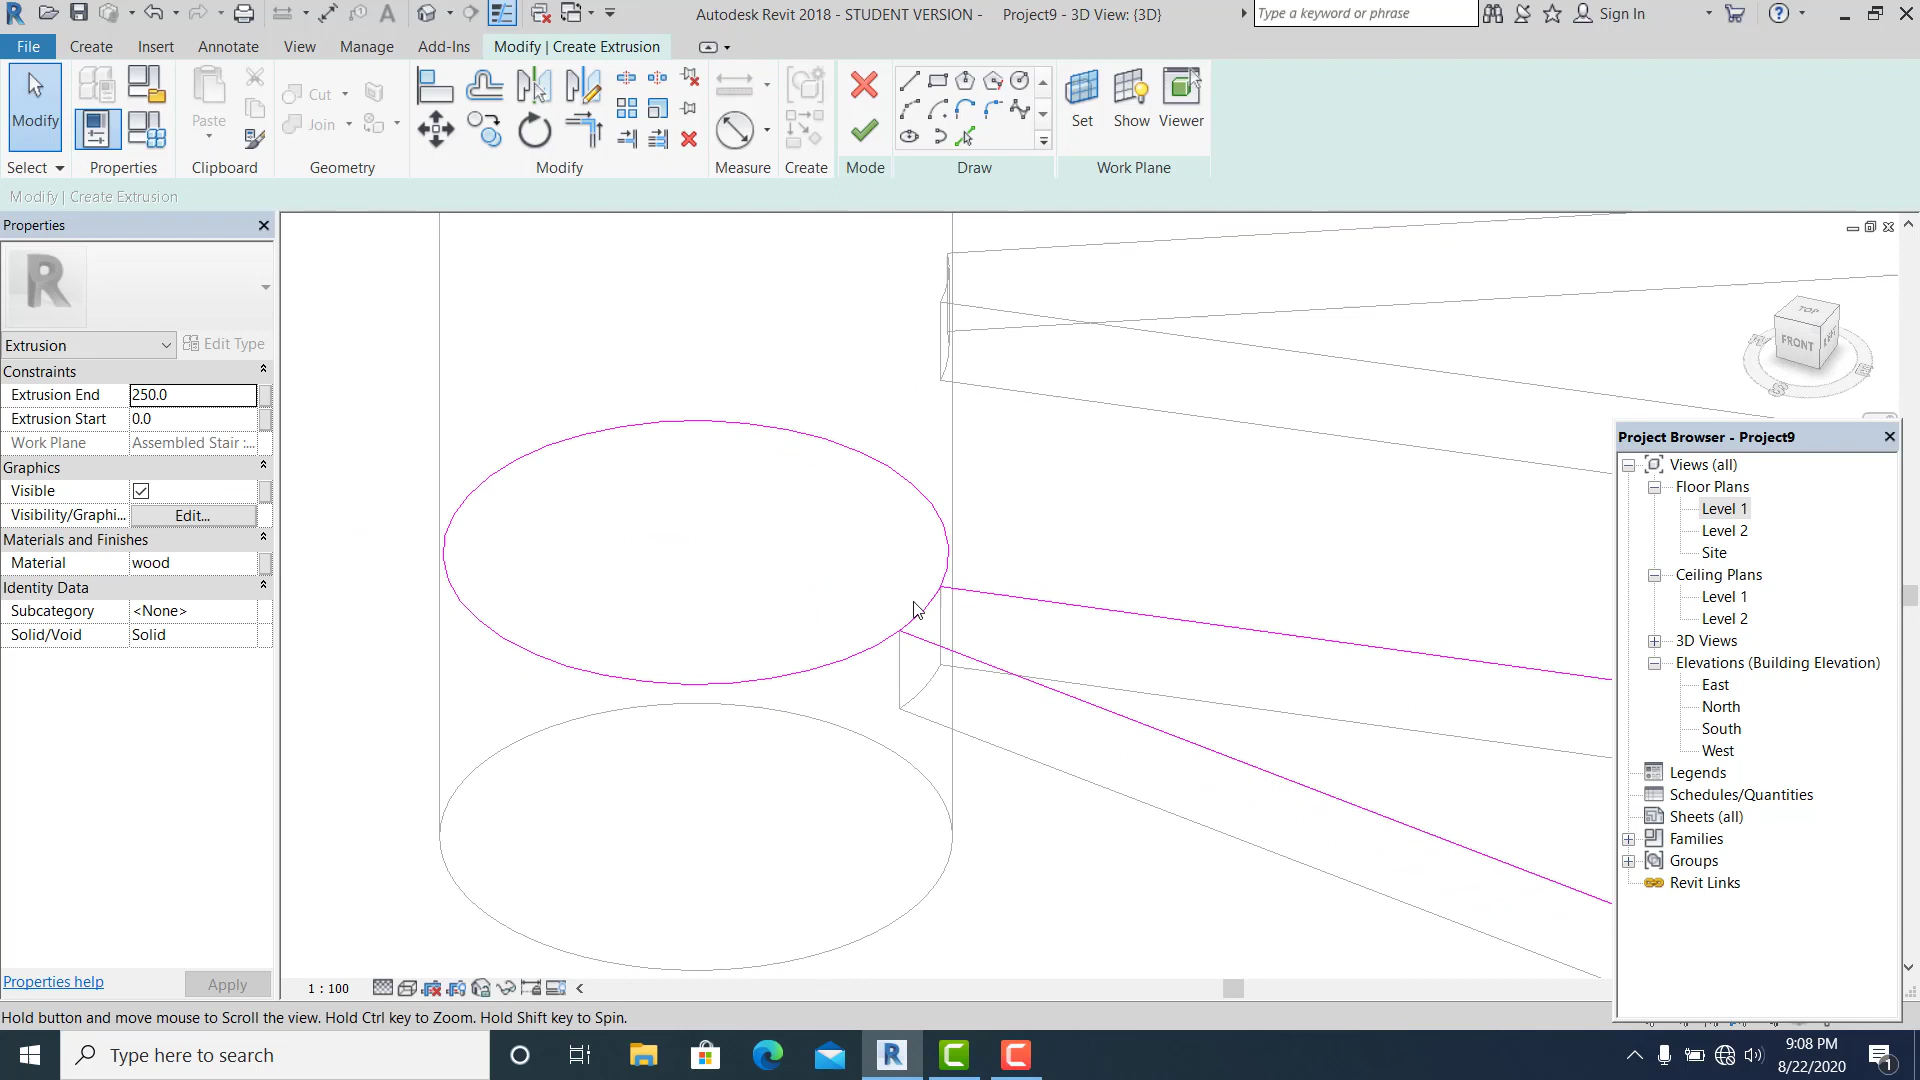 Autodesk Revit 2018 - STUDENT VERSION - Project9 - 3D View: {3D}
Type a keyword or phrase
Sign In
File Create Insert Annotate View Manage Add-Ins Modify | Create Extrusion
Modify
Paste
Cut
Join
Set Show Viewer
Select Properties Clipboard Geometry Modify Measure Create Mode Draw Work Plane
Modify | Create Extrusion
Properties
R
Extrusion Edit Type
Constraints
Extrusion End 250.0
Extrusion Start 0.0
Work Plane Assembled Stair :...
Graphics
Visible
Visibility/Graphi... Edit...
Materials and Finishes
Material wood
Identity Data
Subcategory <None>
Solid/Void Solid
Properties help Apply
TOP
FRONT
Project Browser - Project9
Views (all)
Floor Plans
Level 1
Level 2
Site
Ceiling Plans
Level 1
Level 2
3D Views
Elevations (Building Elevation)
East
North
South
West
Legends
Schedules/Quantities
Sheets (all)
Families
Groups
Revit Links
1 : 100
Hold button and move mouse to Scroll the view. Hold Ctrl key to Zoom. Hold Shift key to Spin.
Type here to search
9:08 PM
8/22/2020
1